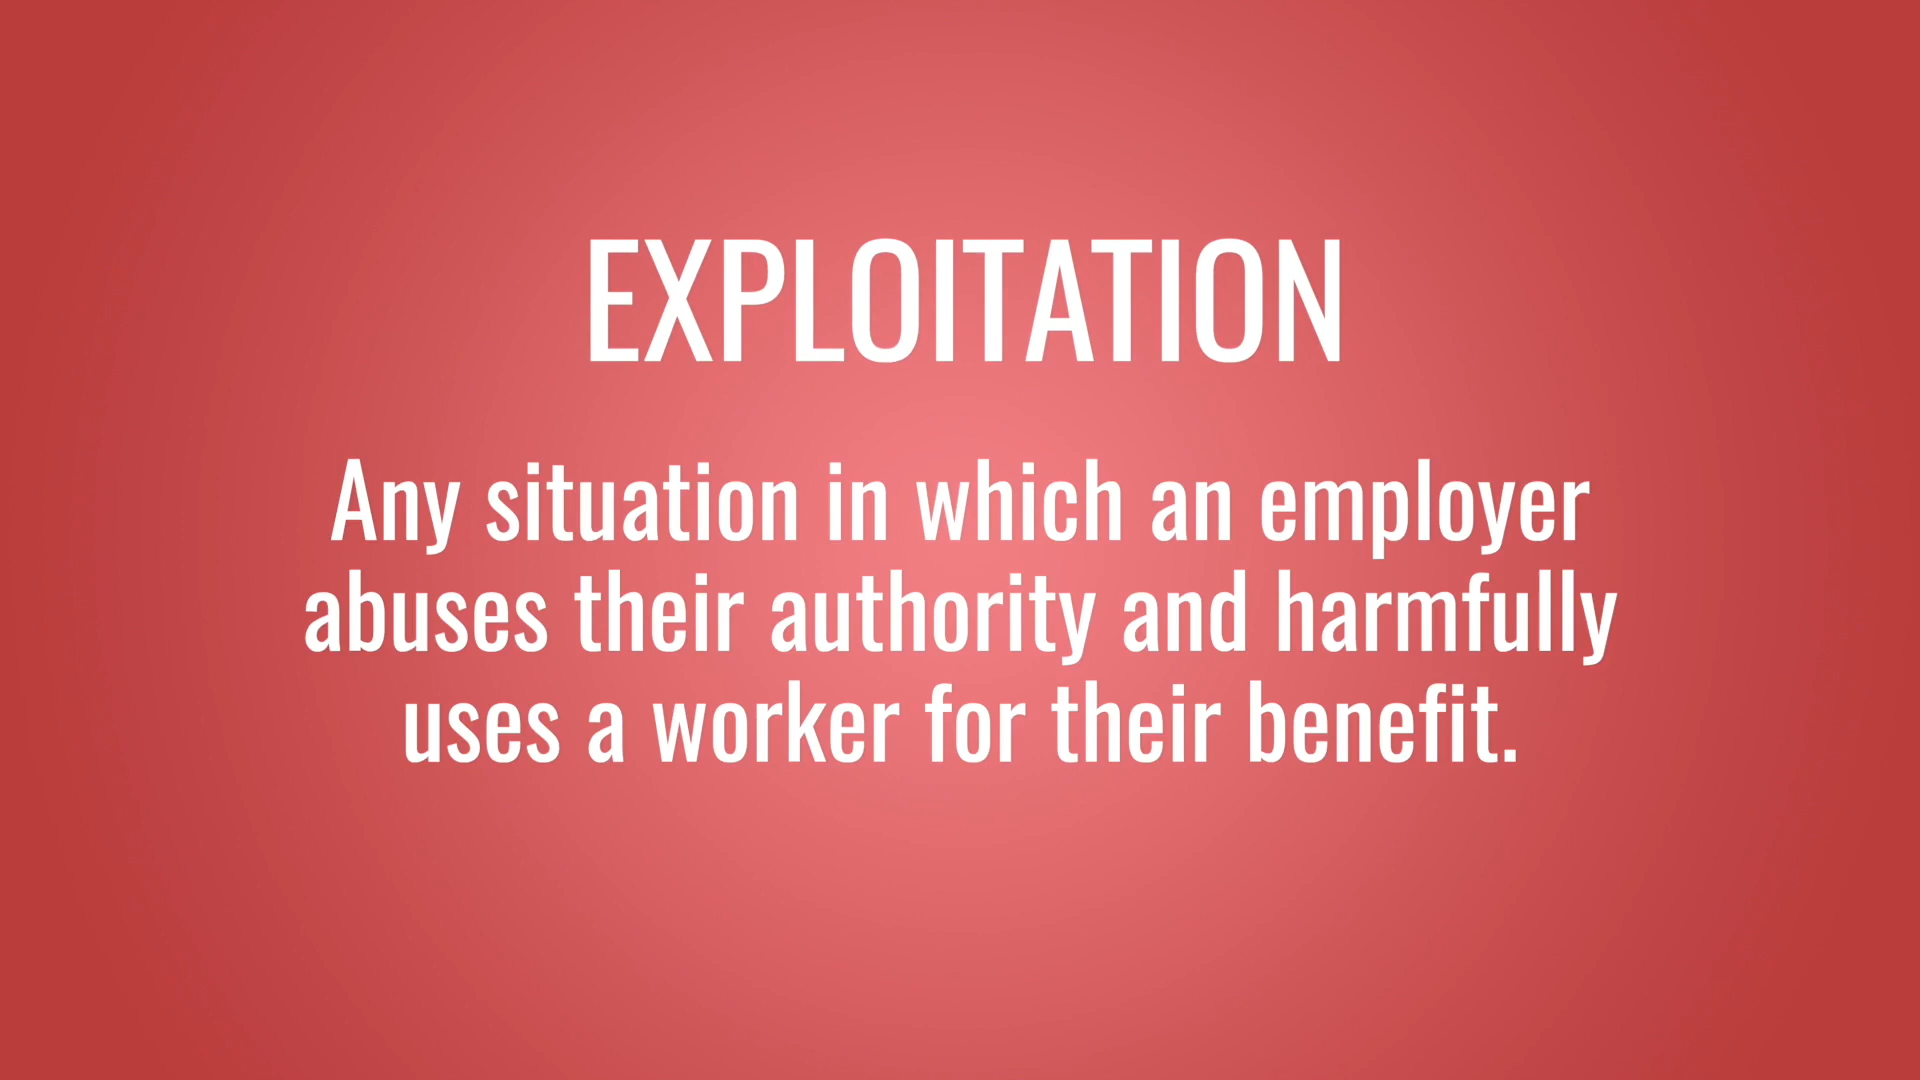 EXPLOITATION
Any situation in which an employer
abuses their authority and harmfully
uses a worker for their benefit.